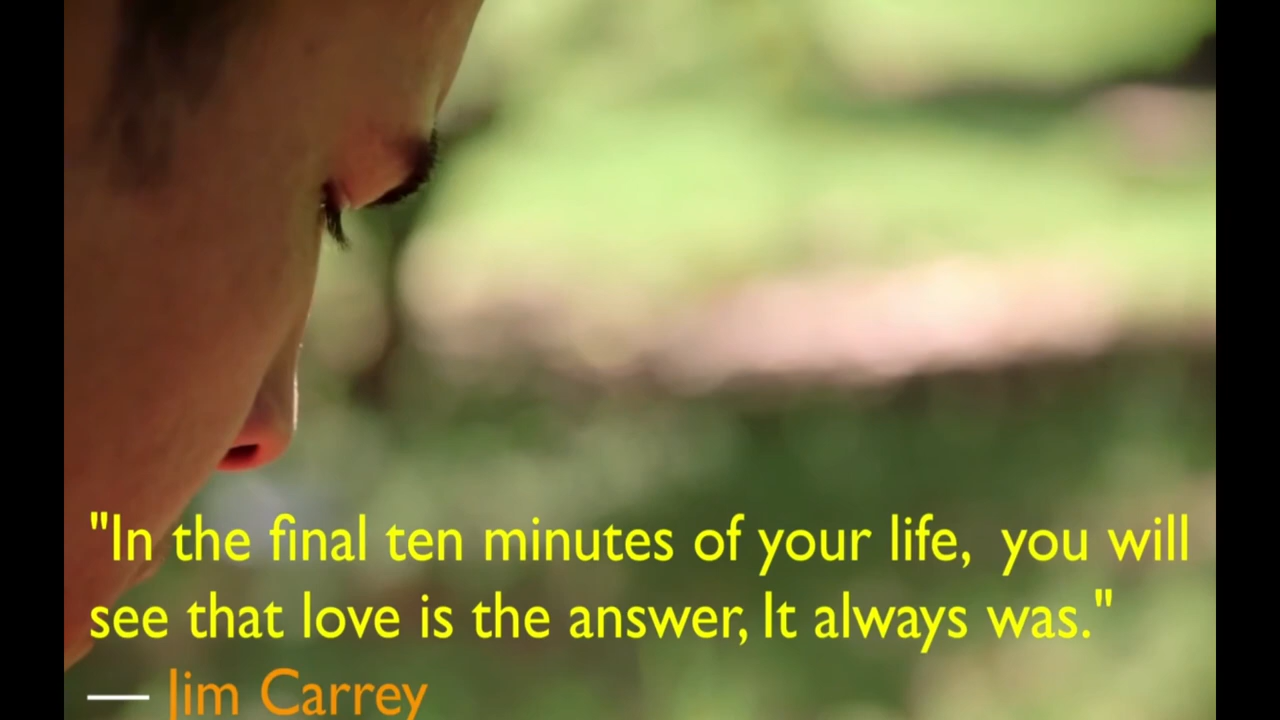 "In the final ten minutes of your life, you will
see that love is the answer, It always was."
— Jim Carrey